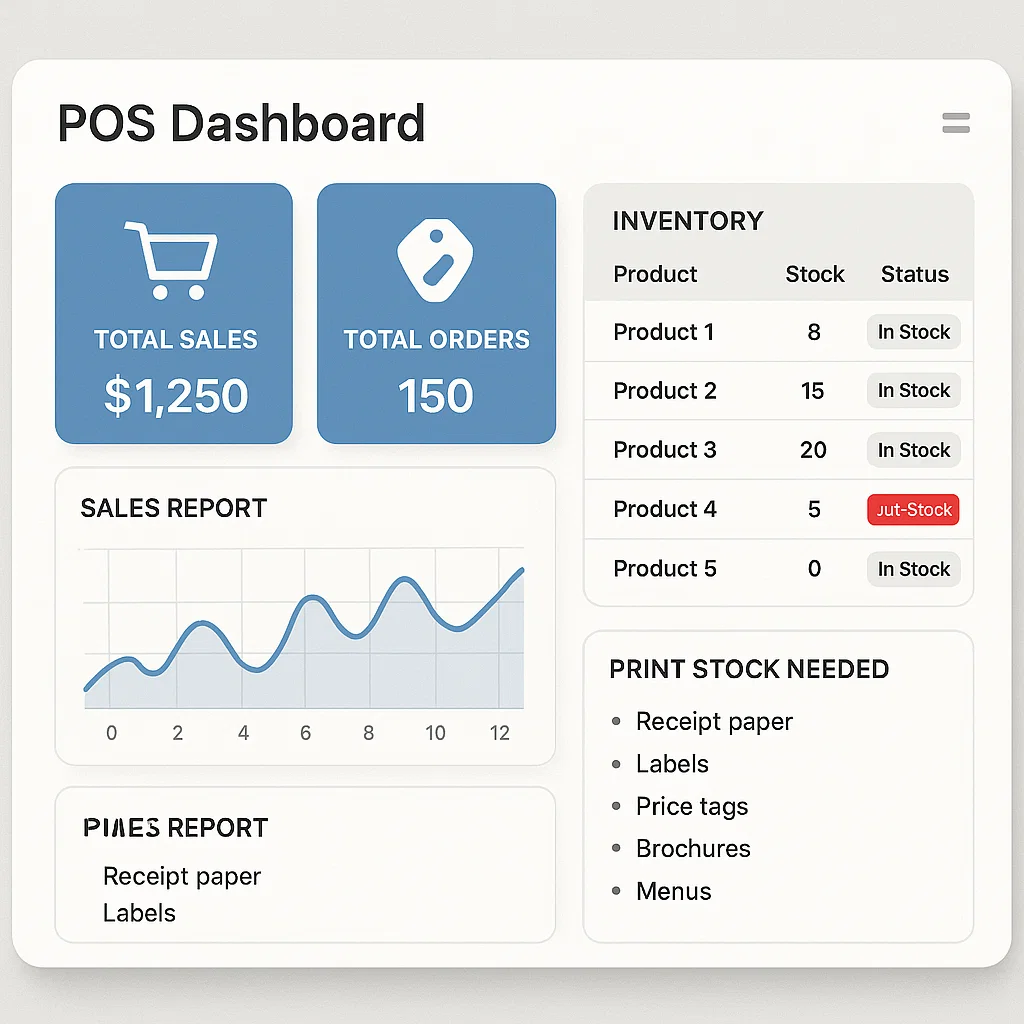 POS Dashboard
TOTAL SALES
$1,250
TOTAL ORDERS
150
INVENTORY
Product Stock Status
Product 1 8 In Stock
Product 2 15 In Stock
Product 3 20 In Stock
Product 4 5 Jut-Stock
Product 5 0 In Stock
SALES REPORT
0 2 4 6 8 10 12
REPORT
Receipt paper
Labels
PRINT STOCK NEEDED
• Receipt paper
• Labels
• Price tags
• Brochures
• Menus